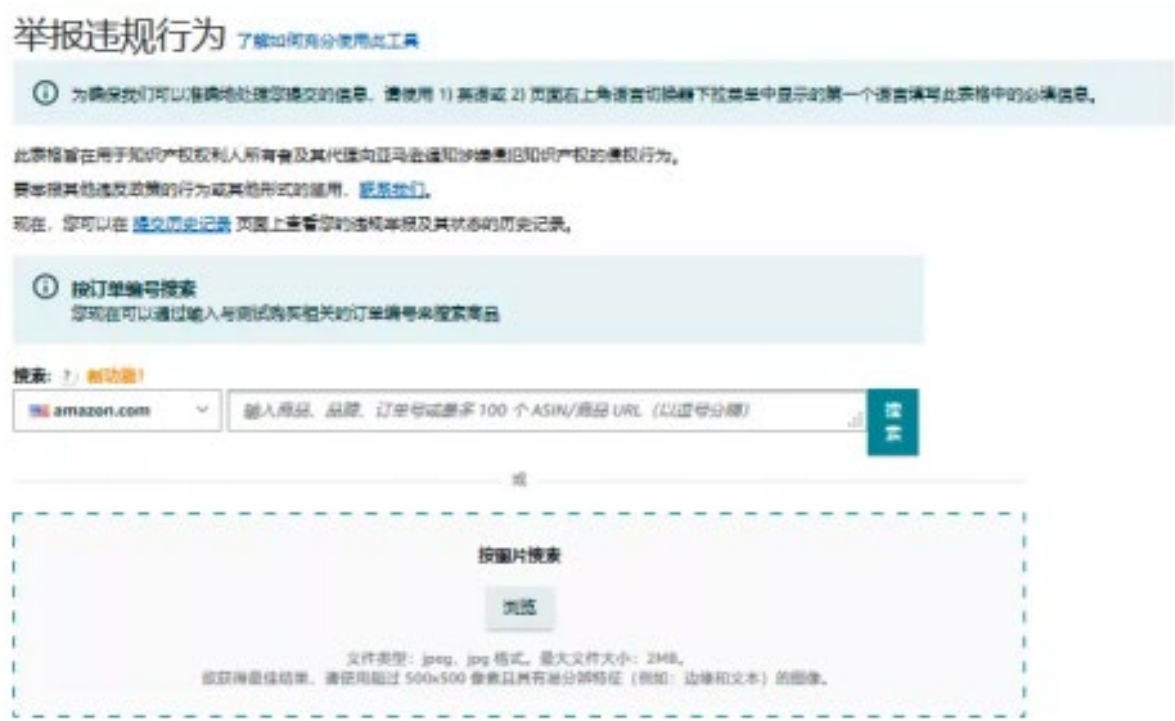 举报违规行为 了解如何充分使用此工具
为确保我们可以准确地处理您提交的信息，请使用 1) 英语或 2) 页面右上角语言切换器下拉菜单中显示的第一个语言填写此表格中的必填信息。
此表格旨在用于知识产权权利人所有者及其代理向亚马逊通知涉嫌侵犯知识产权的侵权行为。
要举报其他违反政策的行为或其他形式的滥用，联系我们。
现在，您可以在 提交历史记录 页面上查看您的违规举报及其状态的历史记录。
按订单编号搜索
您现在可以通过输入与测试购买相关的订单编号来搜索商品
搜索: ? 新功能!
amazon.com 输入商品、品牌、订单号或最多 100 个 ASIN/商品 URL（以逗号分隔） 搜索
或
按图片搜索
浏览
文件类型：jpeg、jpg 格式。最大文件大小：2MB。
欲获得最佳结果，请使用超过 500x500 像素且具有高分辨特征（例如：边缘和文本）的图像。